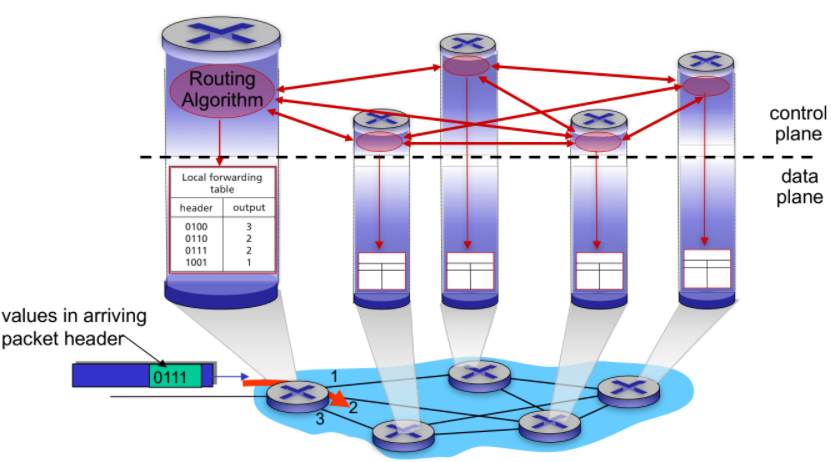 Routing
Algorithm
control
plane
data
plane
Local forwarding
table
header output
0100 3
0110 2
0111 2
1001 1
values in arriving
packet header
0111
1
2
3